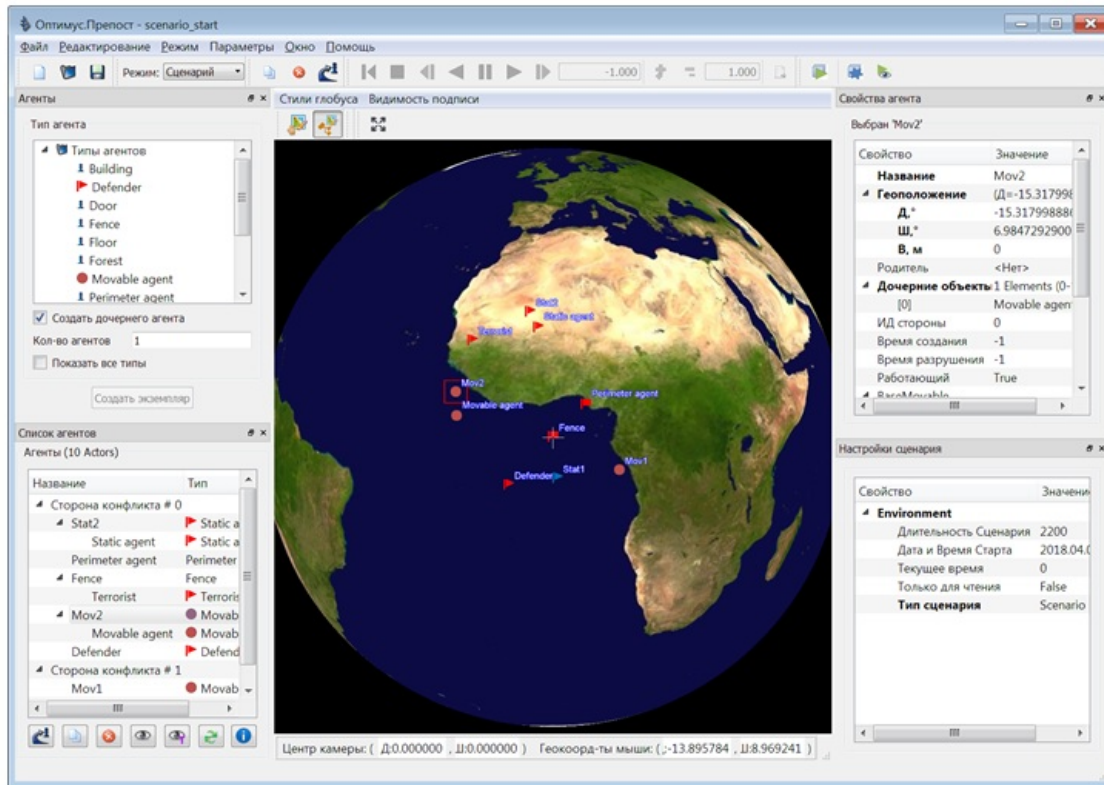 Оптимус.Препост - scenario_start
Файл Редактирование Режим Параметры Окно Помощь
Режим: Сценарий -1.000 1.000
Агенты
Тип агента
Типы агентов
Building
Defender
Door
Fence
Floor
Forest
Movable agent
Perimeter agent
Создать дочернего агента
Кол-во агентов 1
Показать все типы
Создать экземпляр
Список агентов
Агенты (10 Actors)
Название Тип
Сторона конфликта # 0
Stat2 Static a
Static agent Static a
Perimeter agent Perimeter
Fence Fence
Terrorist Terroris
Mov2 Movab
Movable agent Movab
Defender Defend
Сторона конфликта # 1
Mov1 Movab
Стили глобуса Видимость подписи
Stat2
Static agent
Terrorist
Mov2
Perimeter agent
Movable agent
Fence
Mov1
Defender Stat1
Центр камеры: ( Д:0.000000 , Ш:0.000000 ) Геокоорд-ты мыши: ( ,:-13.895784 , Ш:8.969241 )
Свойства агента
Выбран 'Mov2'
Свойство Значение
Название Mov2
Геоположение (Д=-15.317998
Д,° -15.31799888
Ш,° 6.9847292900
В, м 0
Родитель <Нет>
Дочерние объекты 1 Elements (0-
[0] Movable agen
ИД стороны 0
Время создания -1
Время разрушения -1
Работающий True
BaseMovable
Настройки сценария
Свойство Значени
Environment
Длительность Сценария 2200
Дата и Время Старта 2018.04.0
Текущее время 0
Только для чтения False
Тип сценария Scenario